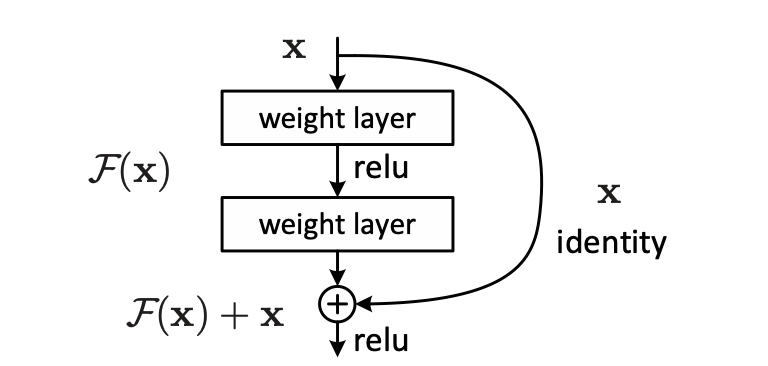 x
weight layer
relu
F(x)
weight layer
x
identity
F(x) + x
relu